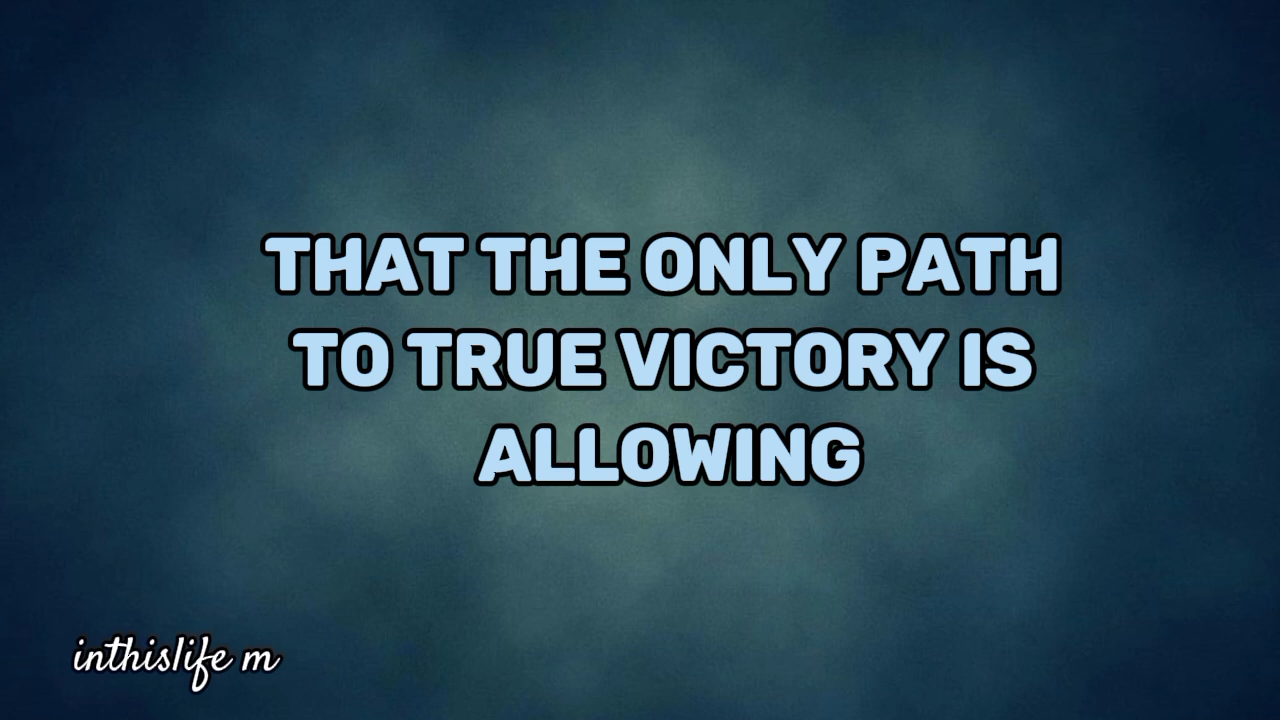 THAT THE ONLY PATH
TO TRUE VICTORY IS
ALLOWING
inthislife m